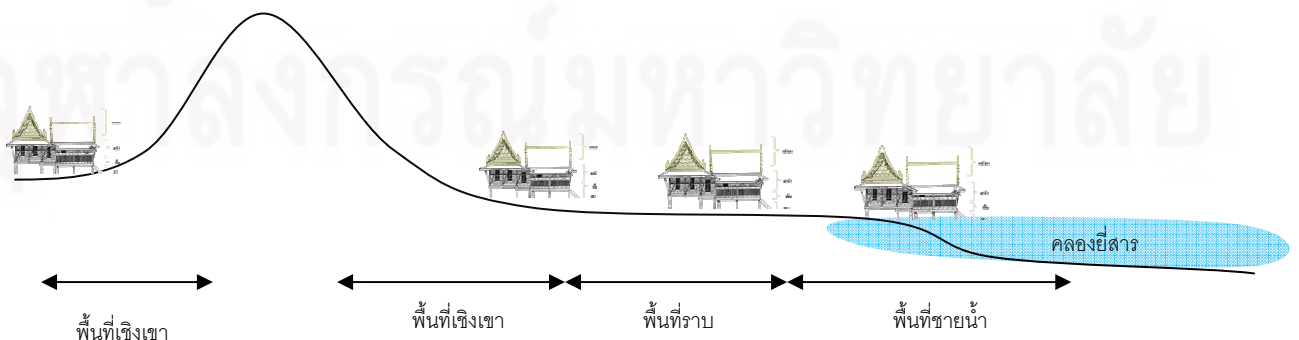 จุฬาลงกรณ์มหาวิทยาลัย
คลองยี่สาร
พื้นที่เชิงเขา
พื้นที่เชิงเขา
พื้นที่ราบ
พื้นที่ชายน้ำ